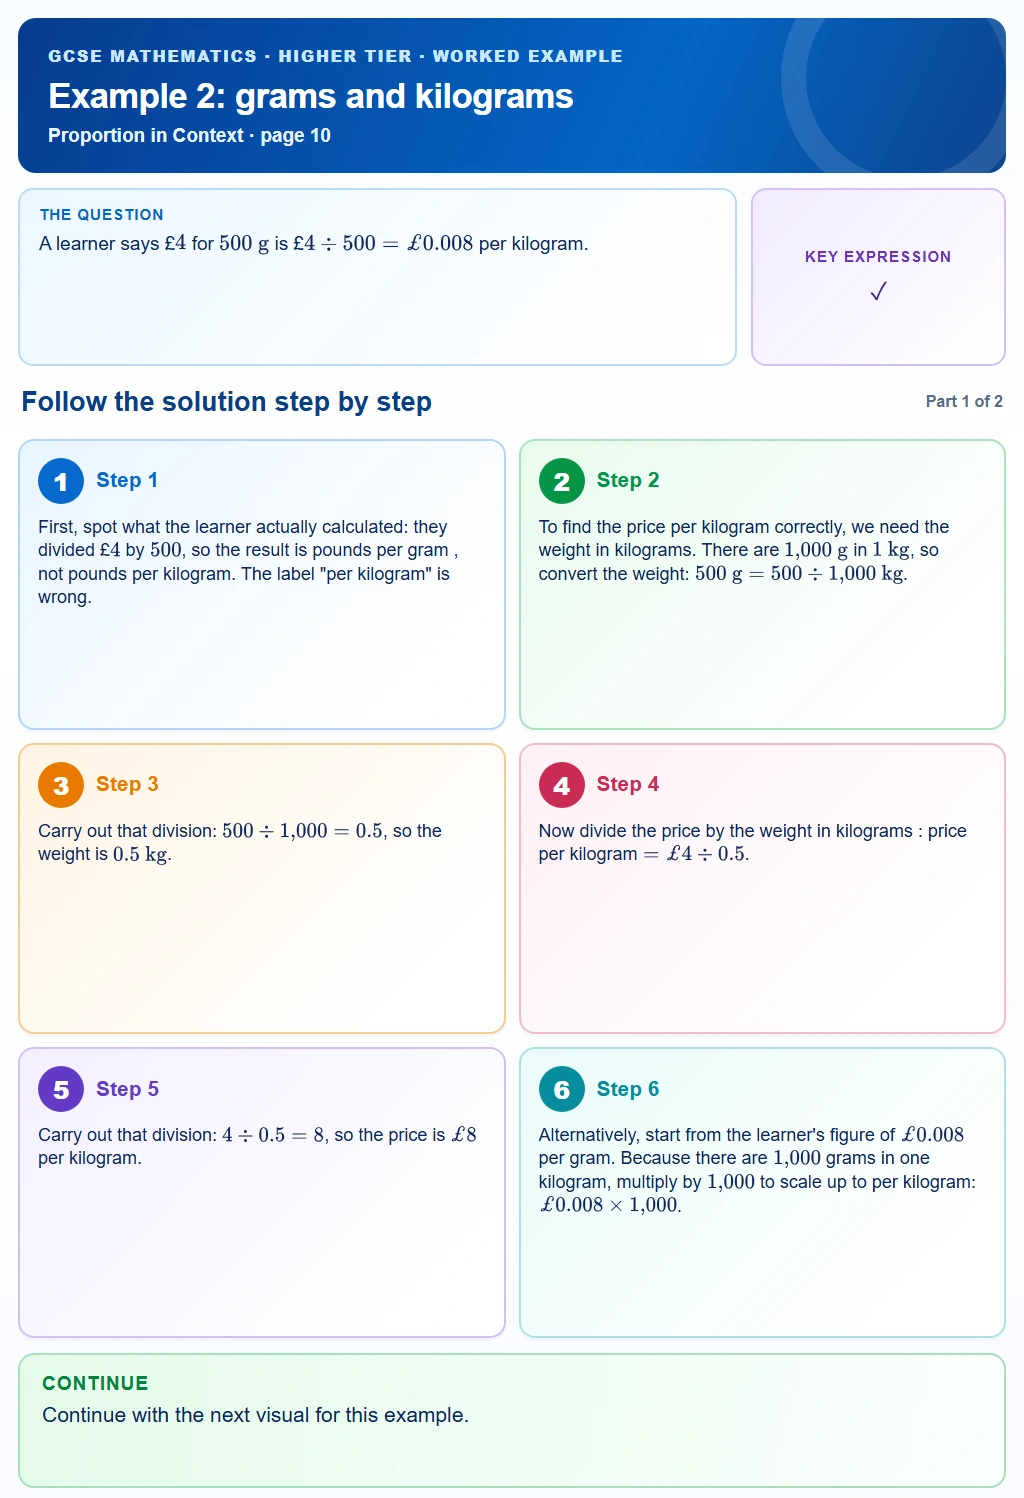 GCSE MATHEMATICS · HIGHER TIER · WORKED EXAMPLE
Example 2: grams and kilograms
Proportion in Context · page 10
THE QUESTION
A learner says £4 for 500 g is £4 ÷ 500 = £0.008 per kilogram.
KEY EXPRESSION
✓
Follow the solution step by step
Part 1 of 2
1 Step 1
First, spot what the learner actually calculated: they
divided £4 by 500, so the result is pounds per gram ,
not pounds per kilogram. The label "per kilogram" is
wrong.
2 Step 2
To find the price per kilogram correctly, we need the
weight in kilograms. There are 1,000 g in 1 kg, so
convert the weight: 500 g = 500 ÷ 1,000 kg.
3 Step 3
Carry out that division: 500 ÷ 1,000 = 0.5, so the
weight is 0.5 kg.
4 Step 4
Now divide the price by the weight in kilograms : price
per kilogram = £4 ÷ 0.5.
5 Step 5
Carry out that division: 4 ÷ 0.5 = 8, so the price is £8
per kilogram.
6 Step 6
Alternatively, start from the learner's figure of £0.008
per gram. Because there are 1,000 grams in one
kilogram, multiply by 1,000 to scale up to per kilogram:
£0.008 × 1,000.
CONTINUE
Continue with the next visual for this example.